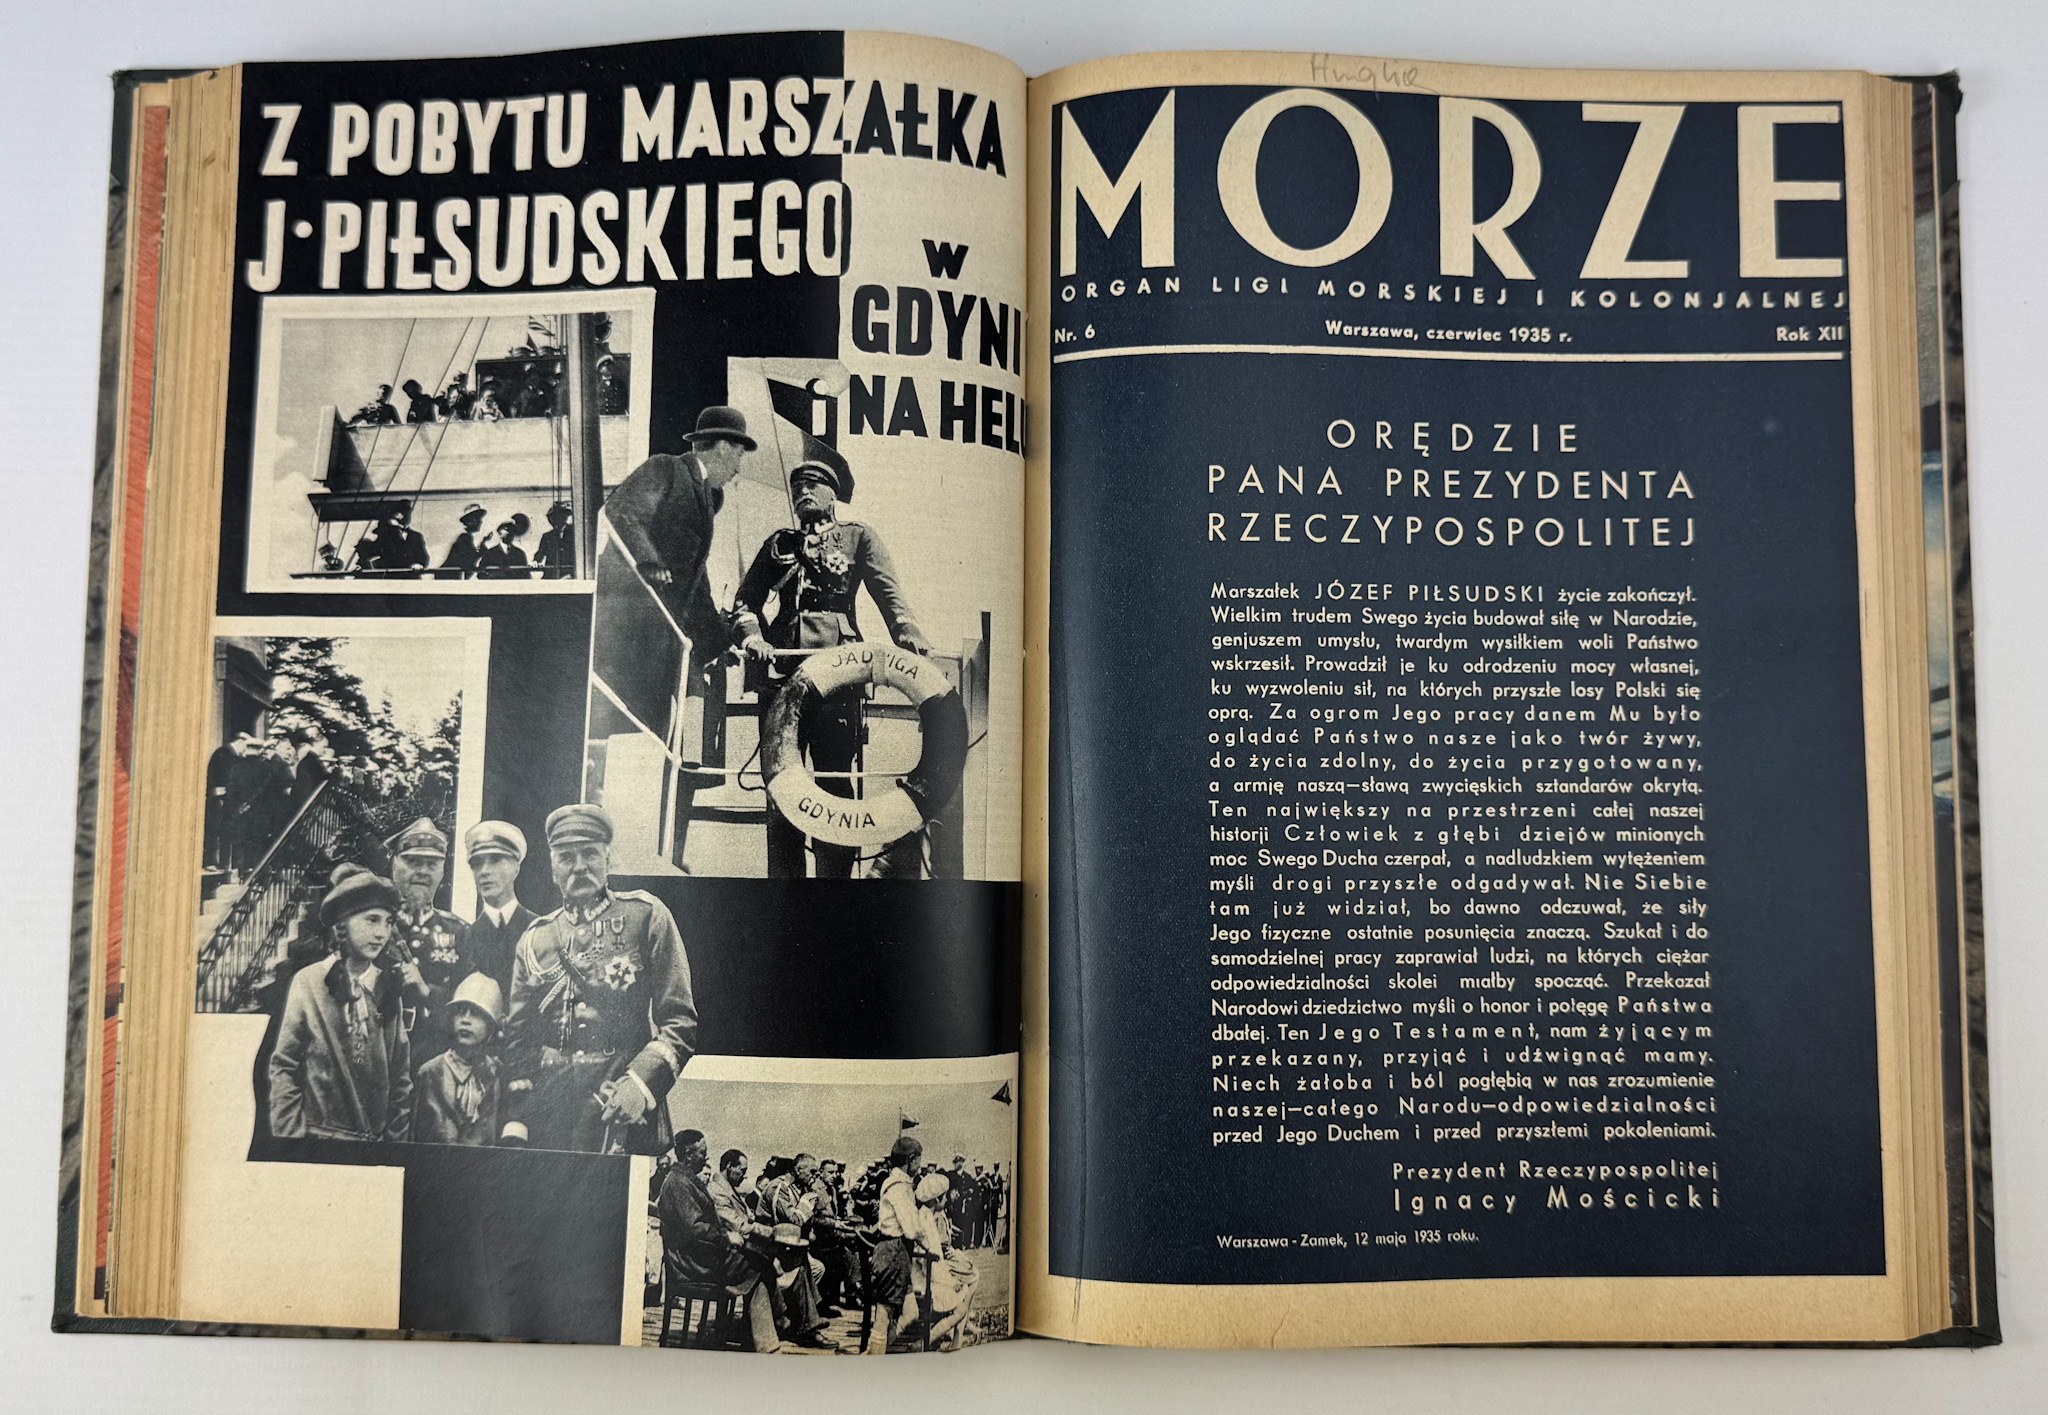 Z POBYTU MARSZAŁKA
J. PIŁSUDSKIEGO
w
GDYNI
i NA HELU
JADWIGA
GDYNIA
MORZE
ORGAN LIGI MORSKIEJ I KOLONJALNEJ
Nr. 6 Warszawa, czerwiec 1935 r. Rok XII
ORĘDZIE
PANA PREZYDENTA
RZECZYPOSPOLITEJ
Marszałek JÓZEF PIŁSUDSKI życie zakończył.
Wielkim trudem Swego życia budował siłę w Narodzie,
genjuszem umysłu, twardym wysiłkiem woli Państwo
wskrzesił. Prowadził je ku odrodzeniu mocy własnej,
ku wyzwoleniu sił, na których przyszłe losy Polski się
oprą. Za ogrom Jego pracy danem Mu było
oglądać Państwo nasze jako twór żywy,
do życia zdolny, do życia przygotowany,
a armję naszą—sławą zwycięskich sztandarów okrytą.
Ten największy na przestrzeni całej naszej
historji Człowiek z głębi dziejów minionych
moc Swego Ducha czerpał, a nadludzkiem wytężeniem
myśli drogi przyszłe odgadywał. Nie Siebie
tam już widział, bo dawno odczuwał, że siły
Jego fizyczne ostatnie posunięcia znaczą. Szukał i do
samodzielnej pracy zaprawiał ludzi, na których ciężar
odpowiedzialności skolei miałby spocząć. Przekazał
Narodowi dziedzictwo myśli o honor i potęgę Państwa
dbałej. Ten Jego Testament, nam żyjącym
przekazany, przyjąć i udźwignąć mamy.
Niech żałoba i ból pogłębią w nas zrozumienie
naszej—całego Narodu—odpowiedzialności
przed Jego Duchem i przed przyszłemi pokoleniami.
Prezydent Rzeczypospolitej
Ignacy Mościcki
Warszawa - Zamek, 12 maja 1935 roku.